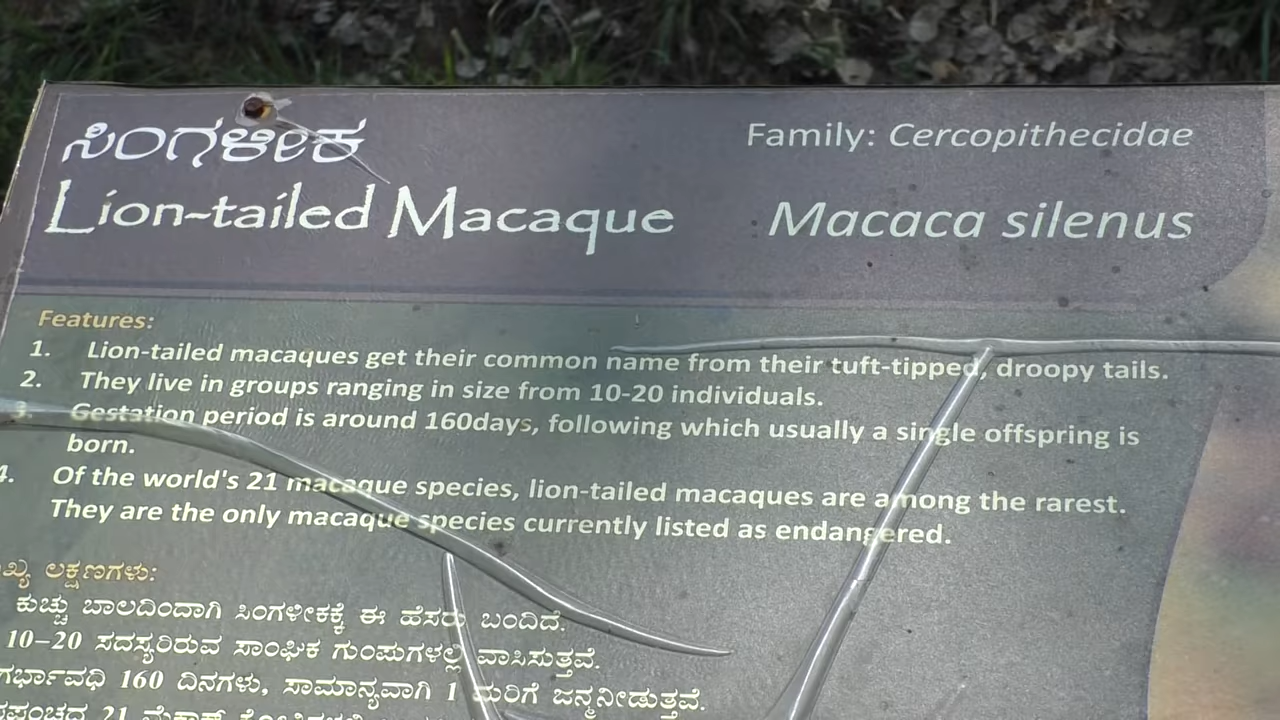 ಸಿಂಗಳೀಕ
Family: Cercopithecidae
Lion-tailed Macaque
Macaca silenus
Features:
1. Lion-tailed macaques get their common name from their tuft-tipped, droopy tails.
2. They live in groups ranging in size from 10-20 individuals.
3. Gestation period is around 160days, following which usually a single offspring is
born.
4. Of the world's 21 macaque species, lion-tailed macaques are among the rarest.
They are the only macaque species currently listed as endangered.
ಲಕ್ಷಣಗಳು:
ಕುಚ್ಚು ಬಾಲದಿಂದಾಗಿ ಸಿಂಗಳೀಕಕ್ಕೆ ಈ ಹೆಸರು ಬಂದಿದೆ.
10-20 ಸದಸ್ಯರಿರುವ ಸಾಂಘಿಕ ಗುಂಪುಗಳಲ್ಲಿ ವಾಸಿಸುತ್ತವೆ.
ಗರ್ಭಾವಧಿ 160 ದಿನಗಳು, ಸಾಮಾನ್ಯವಾಗಿ 1 ಮರಿಗೆ ಜನ್ಮನೀಡುತ್ತವೆ.
21